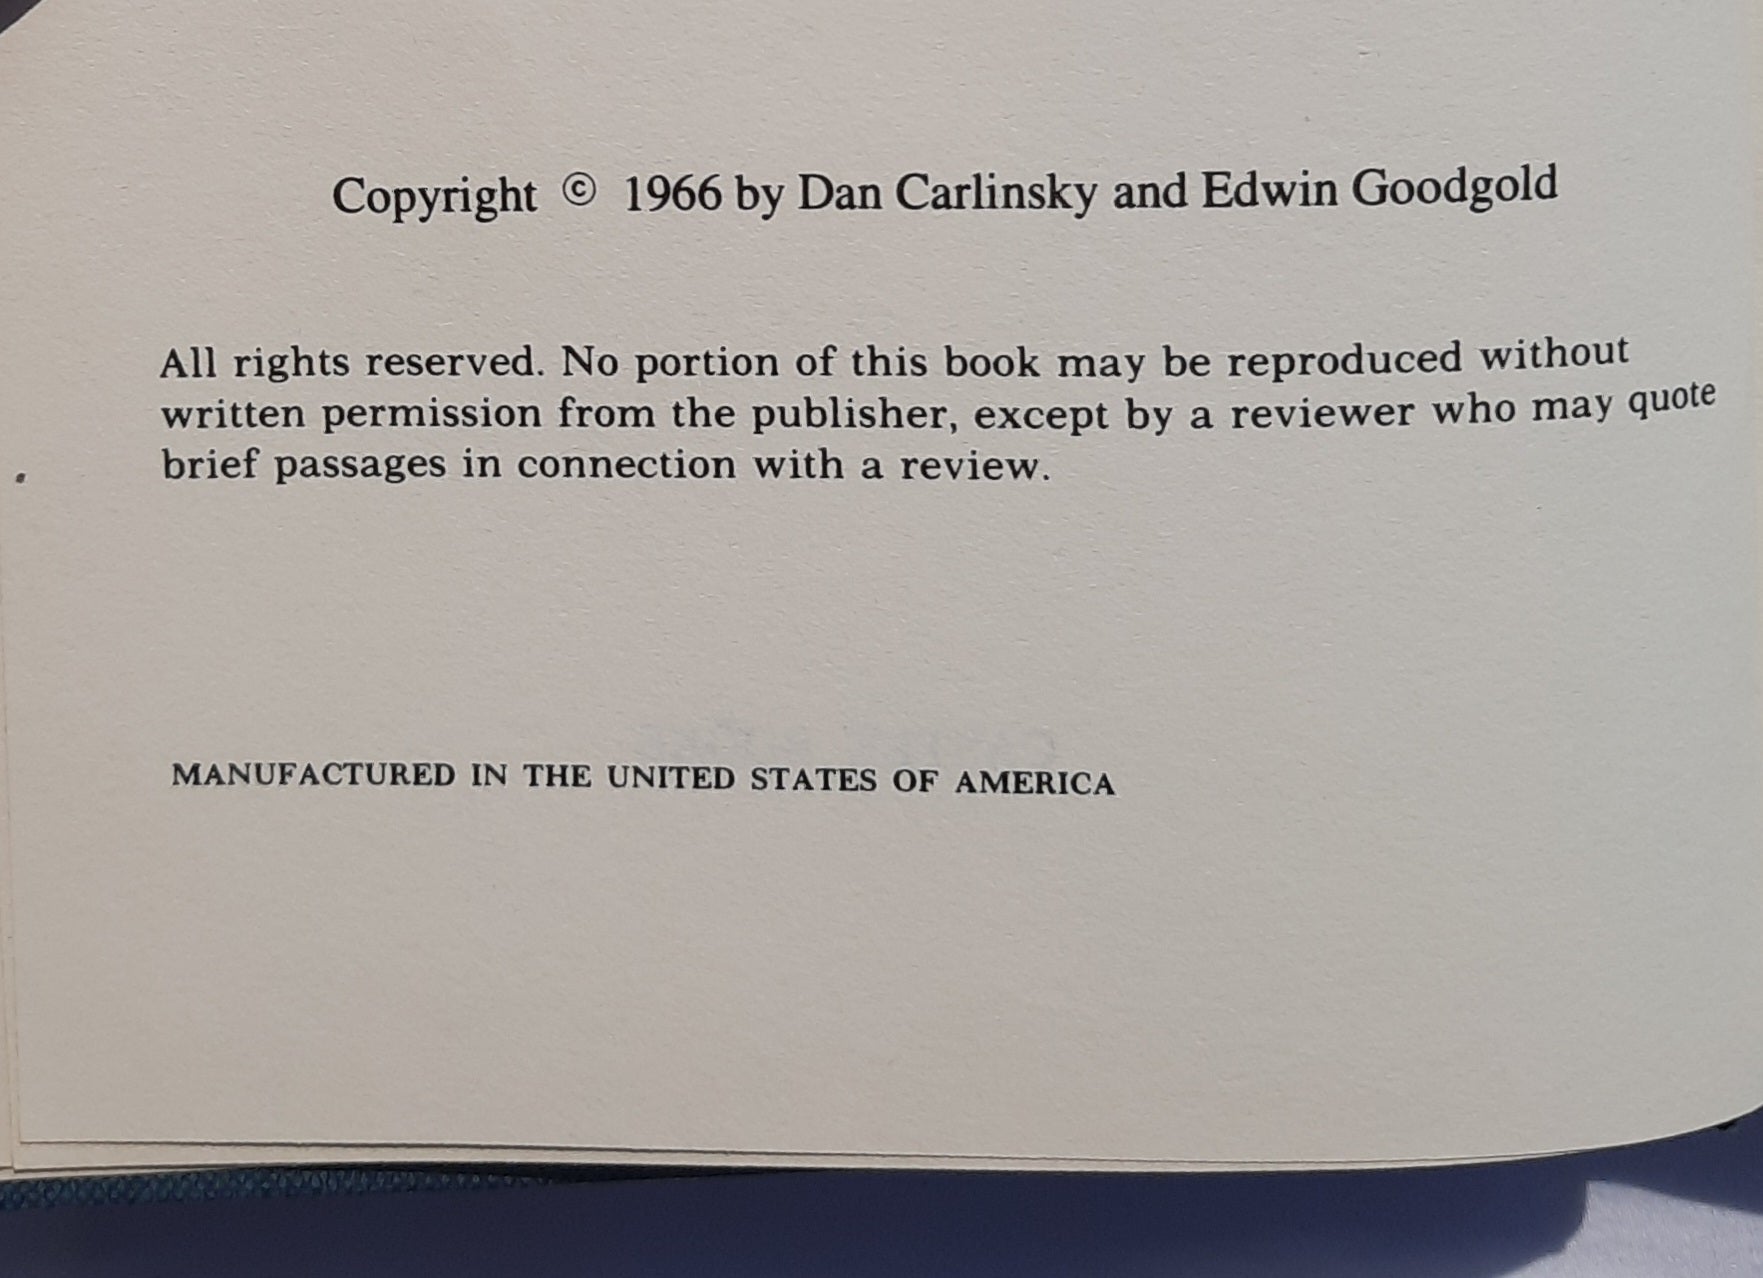 Copyright © 1966 by Dan Carlinsky and Edwin Goodgold
All rights reserved. No portion of this book may be reproduced without
written permission from the publisher, except by a reviewer who may quote
brief passages in connection with a review.
MANUFACTURED IN THE UNITED STATES OF AMERICA